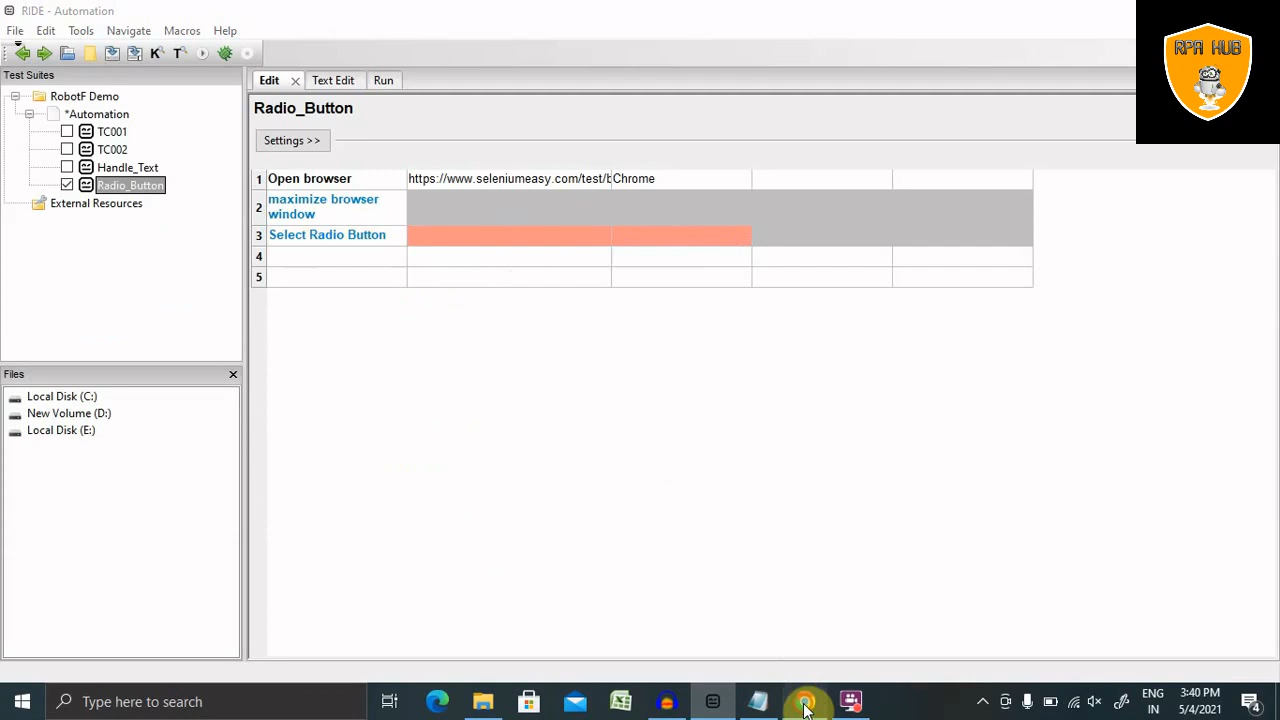 RIDE - Automation
File Edit Tools Navigate Macros Help
K T
Test Suites
RobotF Demo
*Automation
TC001
TC002
Handle_Text
Radio_Button
External Resources
Files
Local Disk (C:)
New Volume (D:)
Local Disk (E:)
Edit Text Edit Run
Radio_Button
Settings >>
1 Open browser https://www.seleniumeasy.com/test/b Chrome
2 maximize browser
window
3 Select Radio Button
4
5
RPA HUB
Type here to search
ENG
IN
3:40 PM
5/4/2021
4